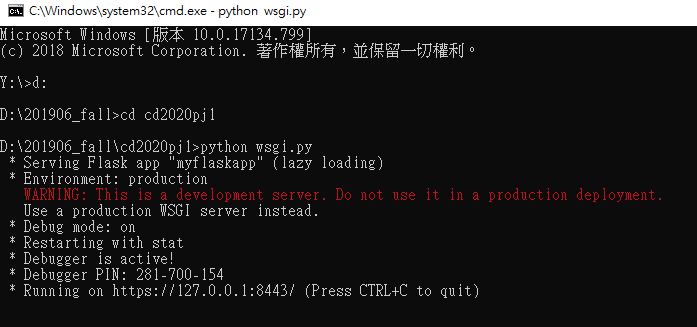 C:\Windows\system32\cmd.exe - python wsgi.py
Microsoft Windows [版本 10.0.17134.799]
(c) 2018 Microsoft Corporation. 著作權所有，並保留一切權利。
Y:\>d:
D:\201906_fall>cd cd2020pj1
D:\201906_fall\cd2020pj1>python wsgi.py
* Serving Flask app "myflaskapp" (lazy loading)
* Environment: production
WARNING: This is a development server. Do not use it in a production deployment.
Use a production WSGI server instead.
* Debug mode: on
* Restarting with stat
* Debugger is active!
* Debugger PIN: 281-700-154
* Running on https://127.0.0.1:8443/ (Press CTRL+C to quit)